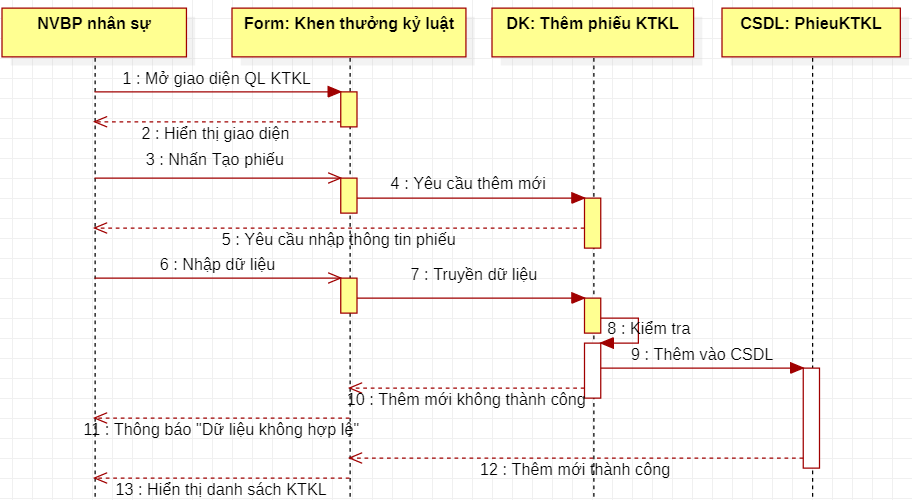 NVBP nhân sự
Form: Khen thưởng kỷ luật
DK: Thêm phiếu KTKL
CSDL: PhieuKTKL
1 : Mở giao diện QL KTKL
2 : Hiển thị giao diện
3 : Nhấn Tạo phiếu
4 : Yêu cầu thêm mới
5 : Yêu cầu nhập thông tin phiếu
6 : Nhập dữ liệu
7 : Truyền dữ liệu
8 : Kiểm tra
9 : Thêm vào CSDL
10 : Thêm mới không thành công
11 : Thông báo "Dữ liệu không hợp lệ"
12 : Thêm mới thành công
13 : Hiển thị danh sách KTKL